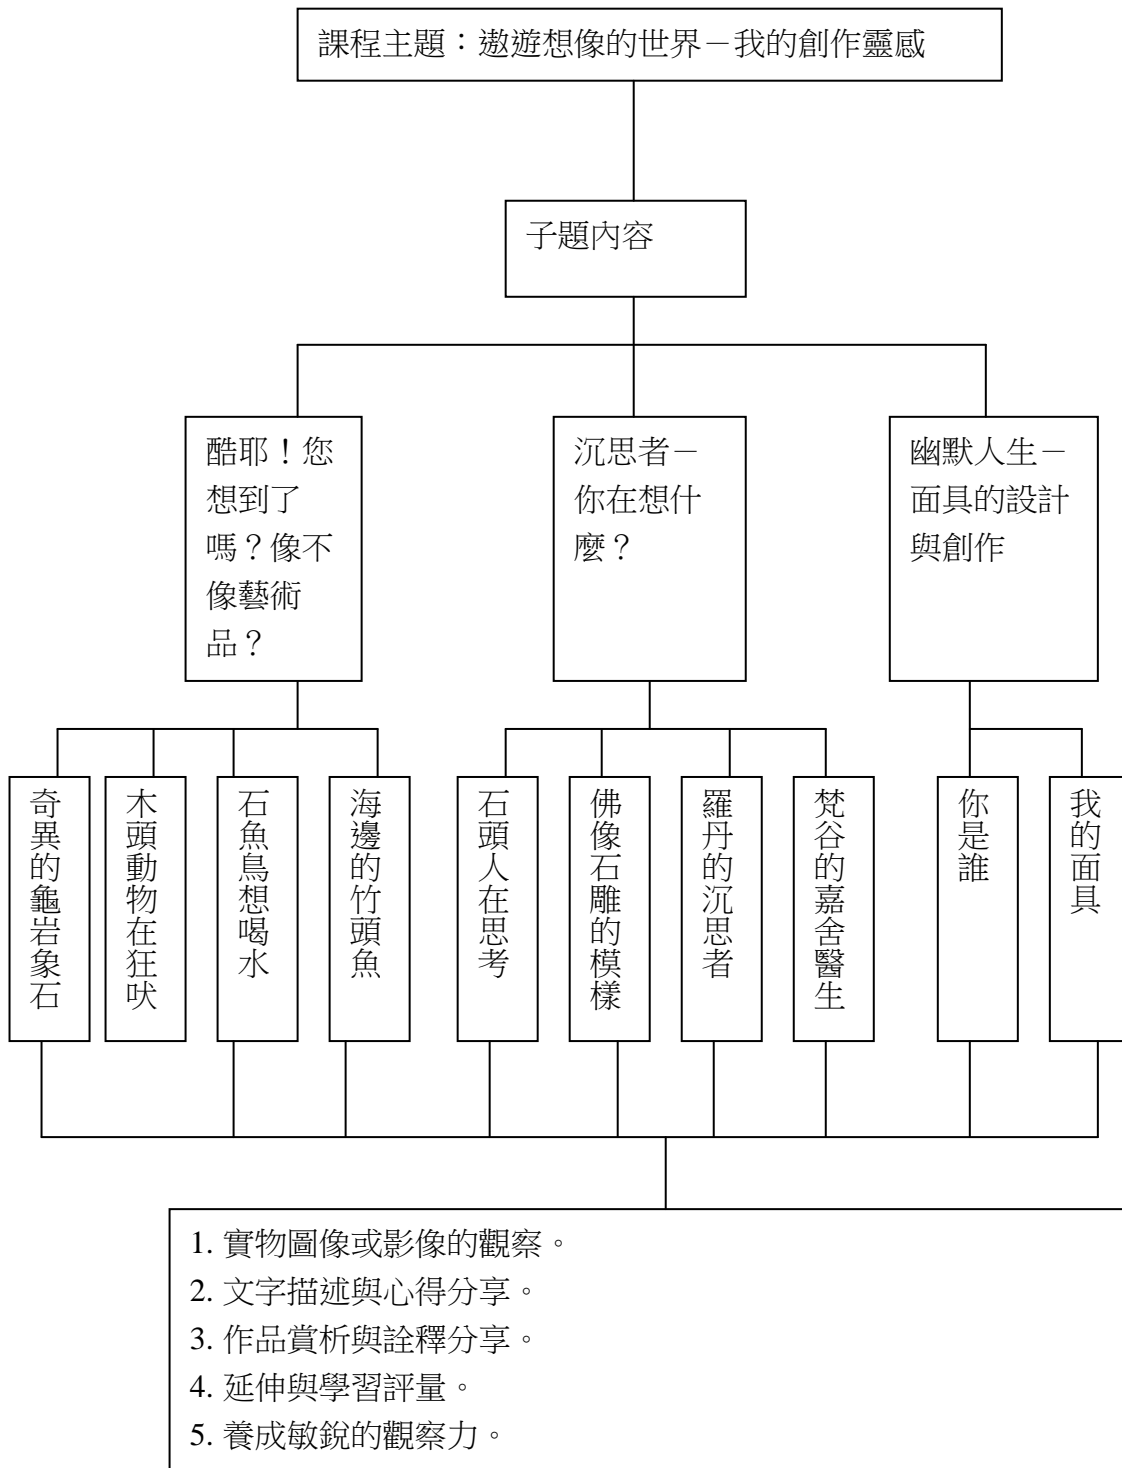 課程主題：遨遊想像的世界－我的創作靈感
子題內容
酷耶！您
想到了
嗎？像不
像藝術
品？
沉思者－
你在想什
麼？
幽默人生－
面具的設計
與創作
奇異的龜岩象石
木頭動物在狂吠
石魚鳥想喝水
海邊的竹頭魚
石頭人在思考
佛像石雕的模樣
羅丹的沉思者
梵谷的嘉舍醫生
你是誰
我的面具
1. 實物圖像或影像的觀察。
2. 文字描述與心得分享。
3. 作品賞析與詮釋分享。
4. 延伸與學習評量。
5. 養成敏銳的觀察力。